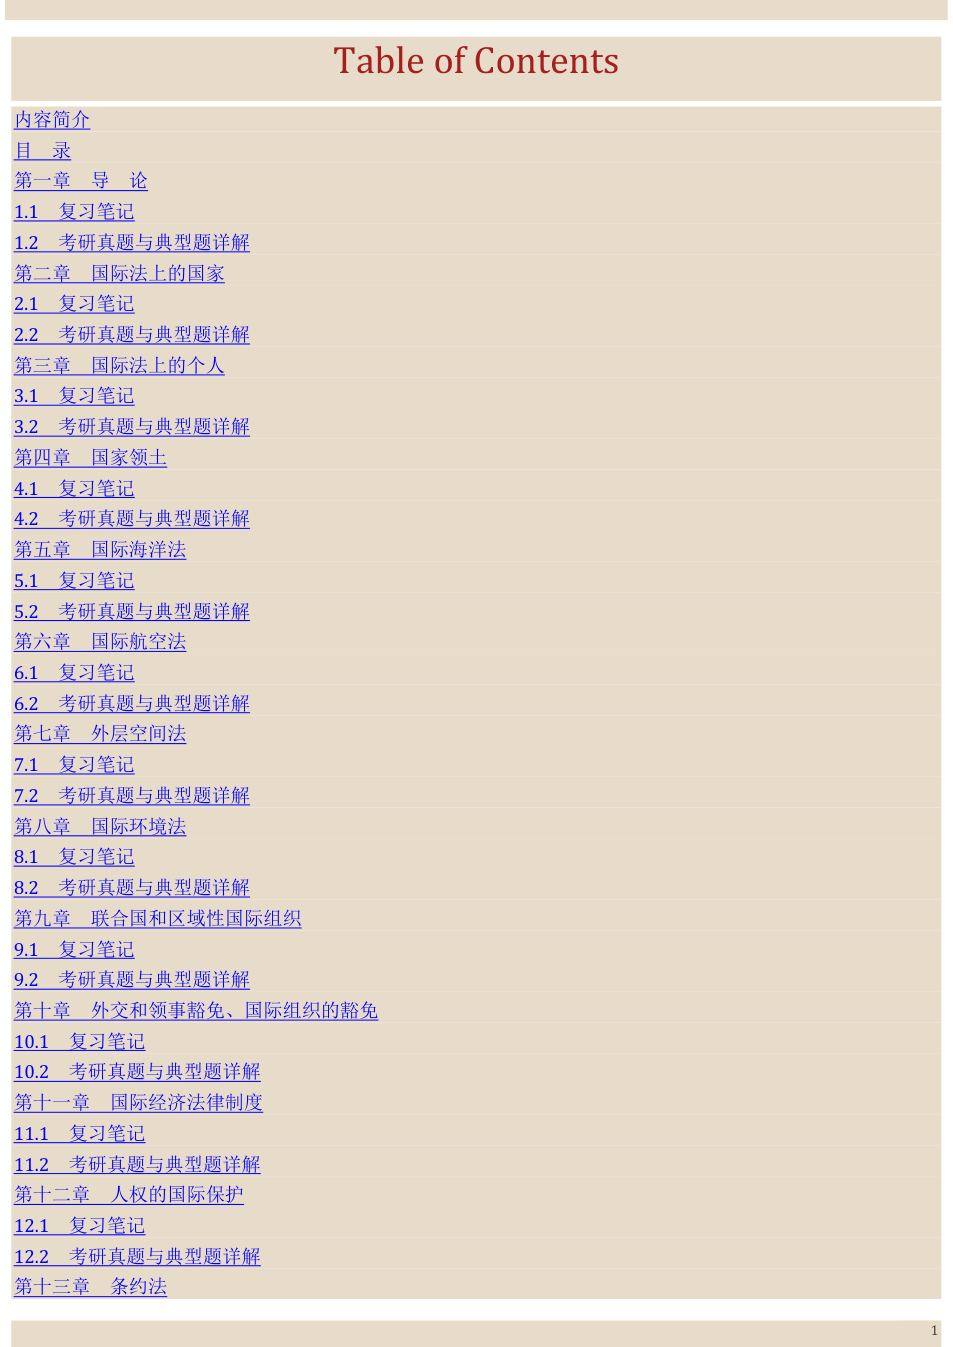 Table of Contents
内容简介
目　录
第一章　导　论
1.1　复习笔记
1.2　考研真题与典型题详解
第二章　国际法上的国家
2.1　复习笔记
2.2　考研真题与典型题详解
第三章　国际法上的个人
3.1　复习笔记
3.2　考研真题与典型题详解
第四章　国家领土
4.1　复习笔记
4.2　考研真题与典型题详解
第五章　国际海洋法
5.1　复习笔记
5.2　考研真题与典型题详解
第六章　国际航空法
6.1　复习笔记
6.2　考研真题与典型题详解
第七章　外层空间法
7.1　复习笔记
7.2　考研真题与典型题详解
第八章　国际环境法
8.1　复习笔记
8.2　考研真题与典型题详解
第九章　联合国和区域性国际组织
9.1　复习笔记
9.2　考研真题与典型题详解
第十章　外交和领事豁免、国际组织的豁免
10.1　复习笔记
10.2　考研真题与典型题详解
第十一章　国际经济法律制度
11.1　复习笔记
11.2　考研真题与典型题详解
第十二章　人权的国际保护
12.1　复习笔记
12.2　考研真题与典型题详解
第十三章　条约法
1